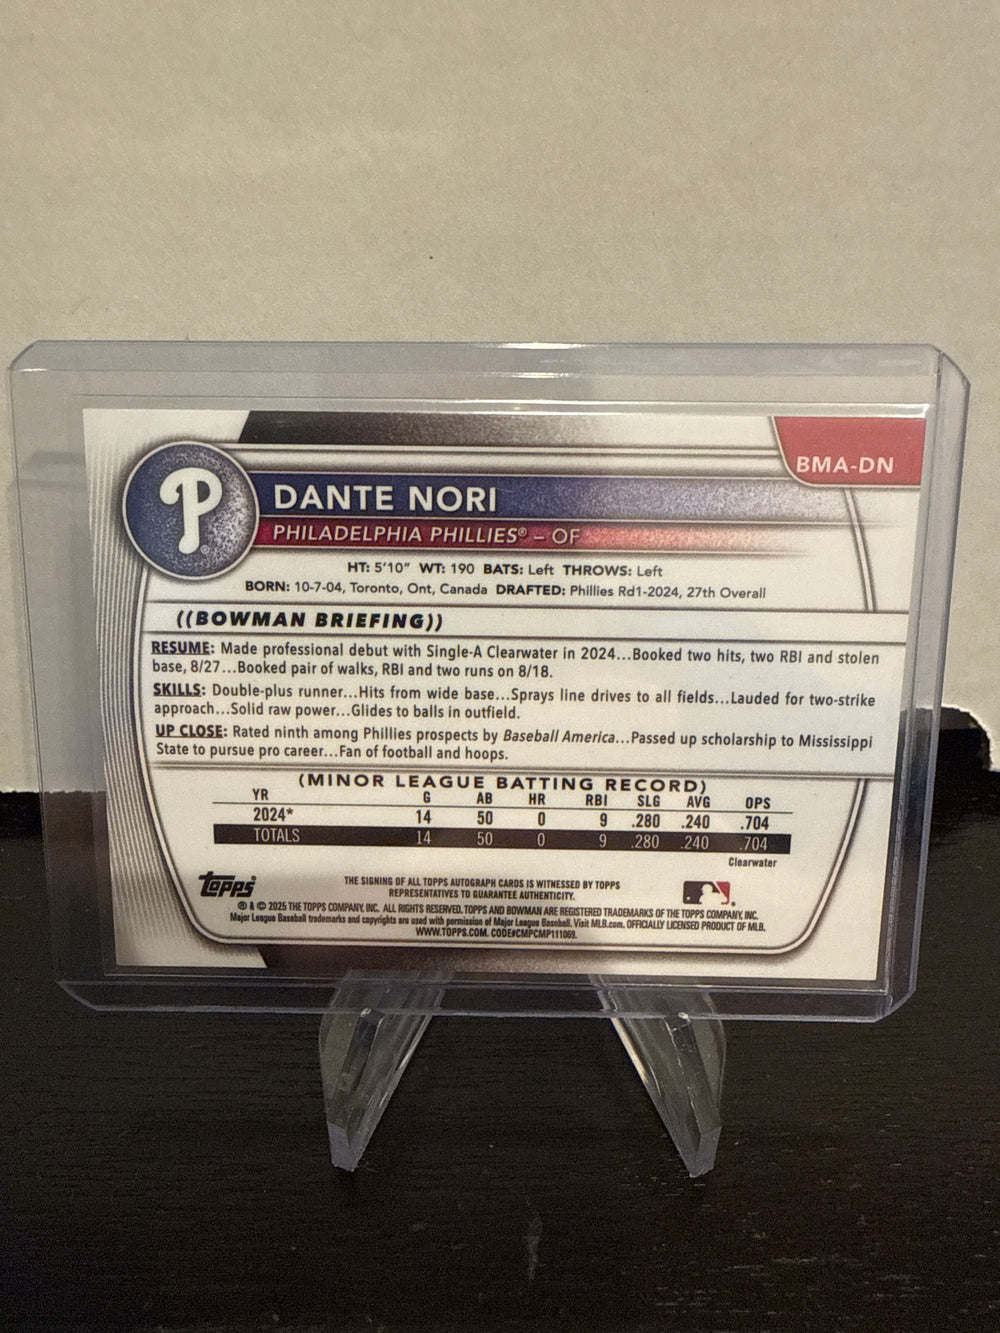 BMA-DN
P
DANTE NORI
PHILADELPHIA PHILLIES® – OF
HT: 5'10" WT: 190 BATS: Left THROWS: Left
BORN: 10-7-04, Toronto, Ont, Canada DRAFTED: Phillies Rd1-2024, 27th Overall
((BOWMAN BRIEFING))
RESUME: Made professional debut with Single-A Clearwater in 2024...Booked two hits, two RBI and stolen
base, 8/27...Booked pair of walks, RBI and two runs on 8/18.
SKILLS: Double-plus runner...Hits from wide base...Sprays line drives to all fields...Lauded for two-strike
approach...Solid raw power...Glides to balls in outfield.
UP CLOSE: Rated ninth among Phillies prospects by Baseball America...Passed up scholarship to Mississippi
State to pursue pro career...Fan of football and hoops.
(MINOR LEAGUE BATTING RECORD)
YR G AB HR RBI SLG AVG OPS
2024* 14 50 0 9 .280 .240 .704
TOTALS 14 50 0 9 .280 .240 .704
Clearwater
Topps
THE SIGNING OF ALL TOPPS AUTOGRAPH CARDS IS WITNESSED BY TOPPS
REPRESENTATIVES TO GUARANTEE AUTHENTICITY.
® & © 2025 THE TOPPS COMPANY, INC. ALL RIGHTS RESERVED. TOPPS AND BOWMAN ARE REGISTERED TRADEMARKS OF THE TOPPS COMPANY, INC.
Major League Baseball trademarks and copyrights are used with permission of Major League Baseball. Visit MLB.com. OFFICIALLY LICENSED PRODUCT OF MLB.
WWW.TOPPS.COM. CODE#CMPCMP111069.